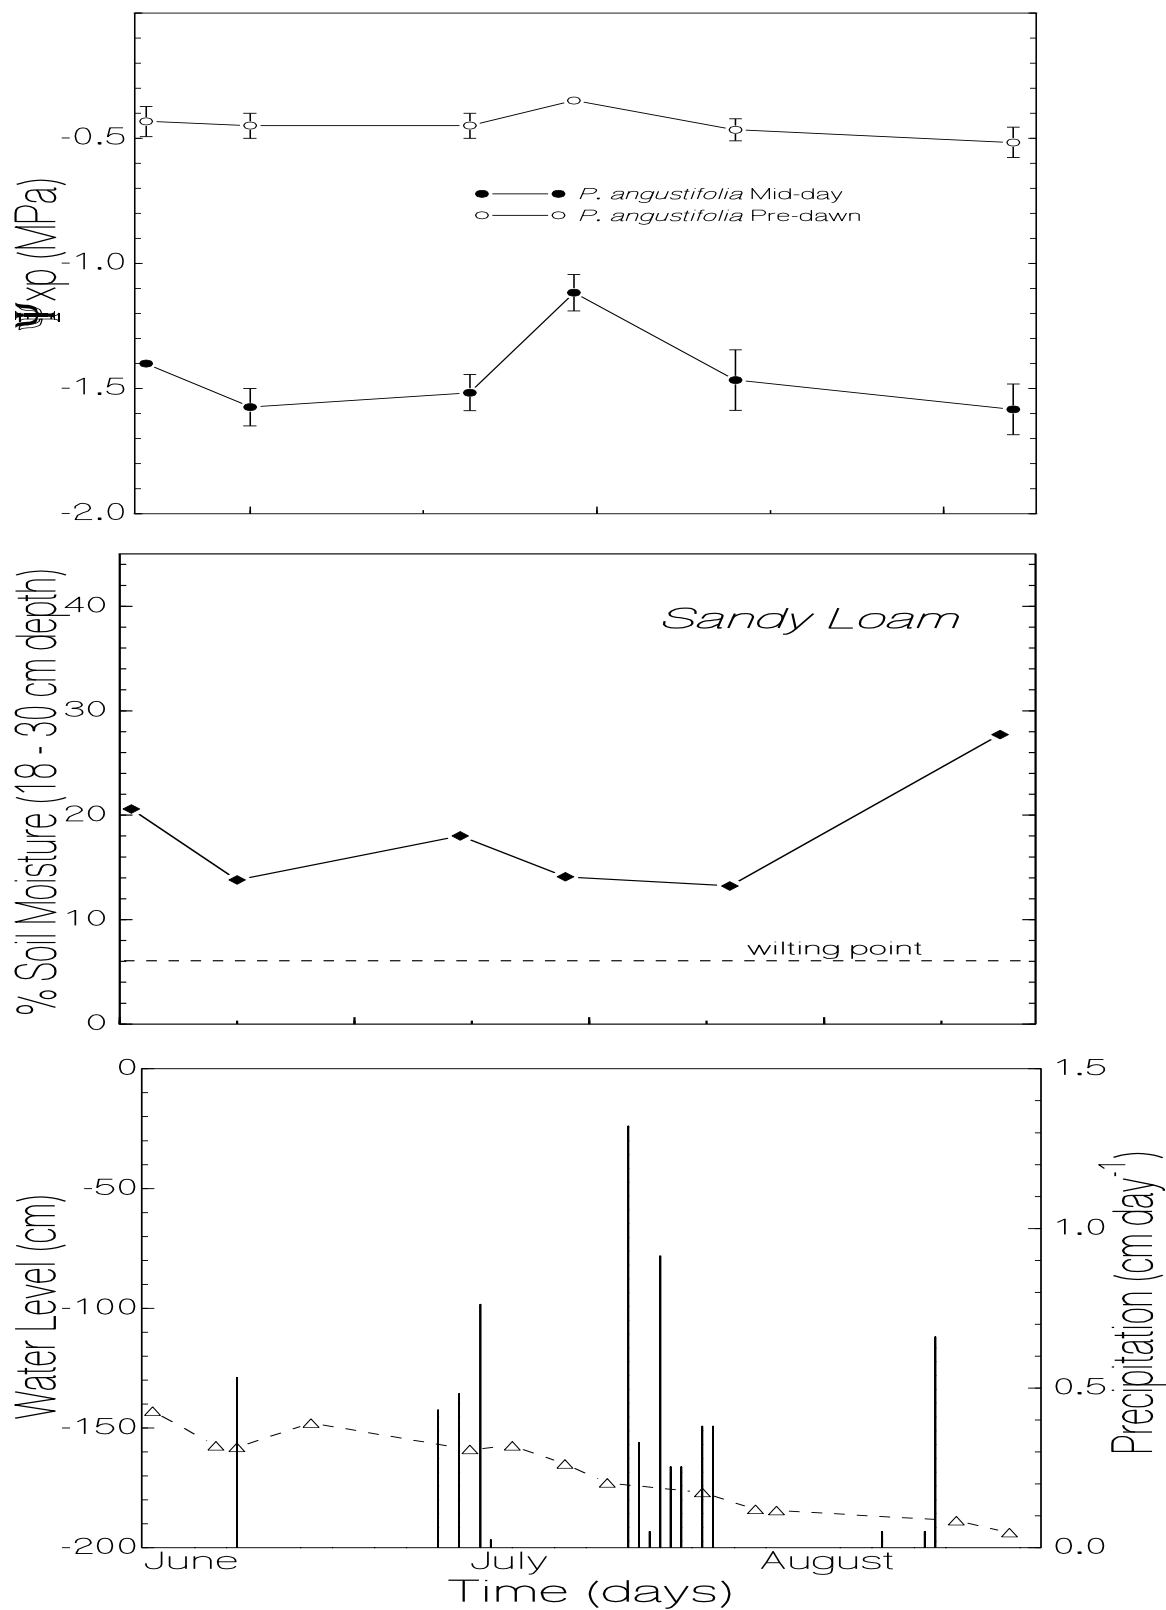 -0.5
-1.0
-1.5
-2.0
Ψxp (MPa)
P. angustifolia Mid-day
P. angustifolia Pre-dawn
40
30
20
10
0
% Soil Moisture (18 - 30 cm depth)
Sandy Loam
wilting point
0
-50
-100
-150
-200
Water Level (cm)
1.5
1.0
0.5
0.0
Precipitation (cm day-1)
June July August
Time (days)